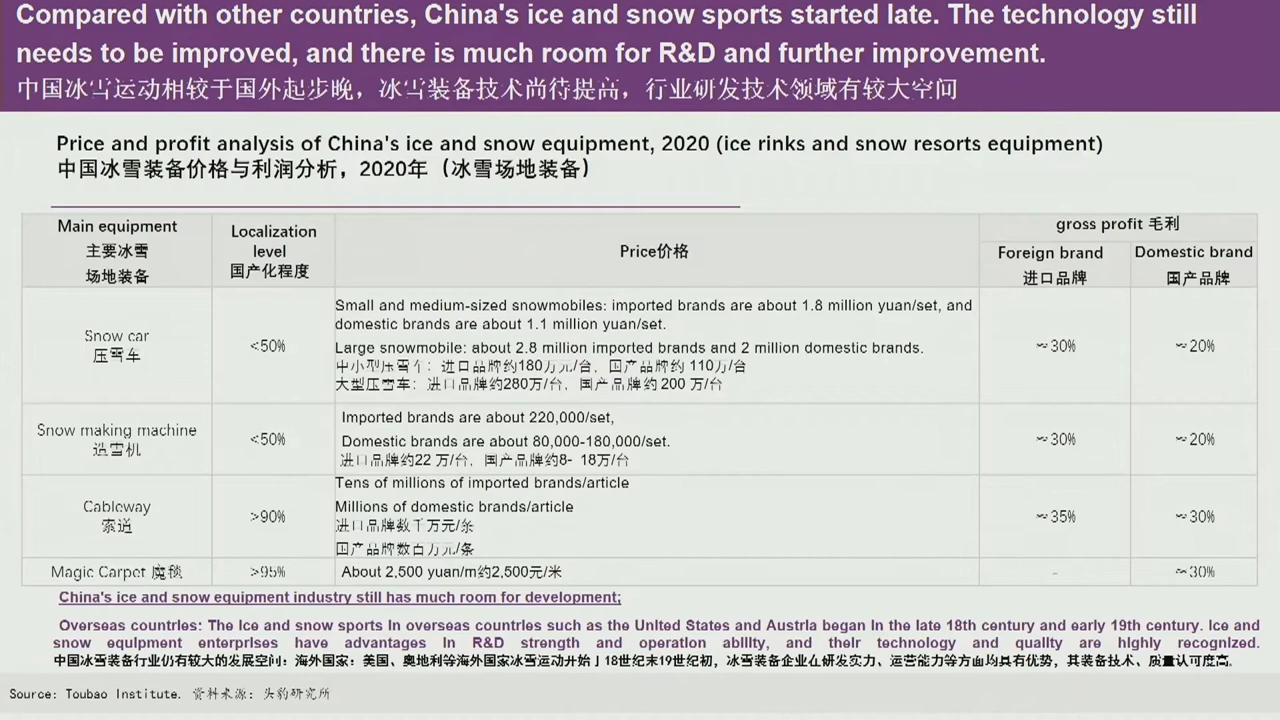 Compared with other countries, China's ice and snow sports started late. The technology still
needs to be improved, and there is much room for R&D and further improvement.
中国冰雪运动相较于国外起步晚，冰雪装备技术尚待提高，行业研发技术领域有较大空间
Price and profit analysis of China's ice and snow equipment, 2020 (ice rinks and snow resorts equipment)
中国冰雪装备价格与利润分析，2020年（冰雪场地装备）
Main equipment
主要冰雪
场地装备
Localization
level
国产化程度
Price价格
gross profit 毛利
Foreign brand
进口品牌
Domestic brand
国产品牌
Snow car
压雪车
<50%
Small and medium-sized snowmobiles: imported brands are about 1.8 million yuan/set, and
domestic brands are about 1.1 million yuan/set.
Large snowmobile: about 2.8 million imported brands and 2 million domestic brands.
中小型压雪车：进口品牌约180万元/台，国产品牌约 110万/台
大型压雪车：进口品牌约280万/台，国产品牌约 200 万/台
~30%
~20%
Snow making machine
造雪机
<50%
Imported brands are about 220,000/set,
Domestic brands are about 80,000-180,000/set.
进口品牌约22 万/台，国产品牌约8- 18万/台
~30%
~20%
Cableway
索道
>90%
Tens of millions of imported brands/article
Millions of domestic brands/article
进口品牌数千万元/条
国产品牌数百万元/条
~35%
~30%
Magic Carpet 魔毯
>95%
About 2,500 yuan/m约2,500元/米
-
~30%
China's ice and snow equipment industry still has much room for development;
Overseas countries: The Ice and snow sports In overseas countries such as the United States and Austria began In the late 18th century and early 19th century. Ice and
snow equipment enterprises have advantages In R&D strength and operation ability, and their technology and quality are highly recognized.
中国冰雪装备行业仍有较大的发展空间：海外国家：美国、奥地利等海外国家冰雪运动开始于18世纪末19世纪初，冰雪装备企业在研发实力、运营能力等方面均具有优势，其装备技术、质量认可度高。
Source: Toubao Institute. 资料来源：头豹研究所